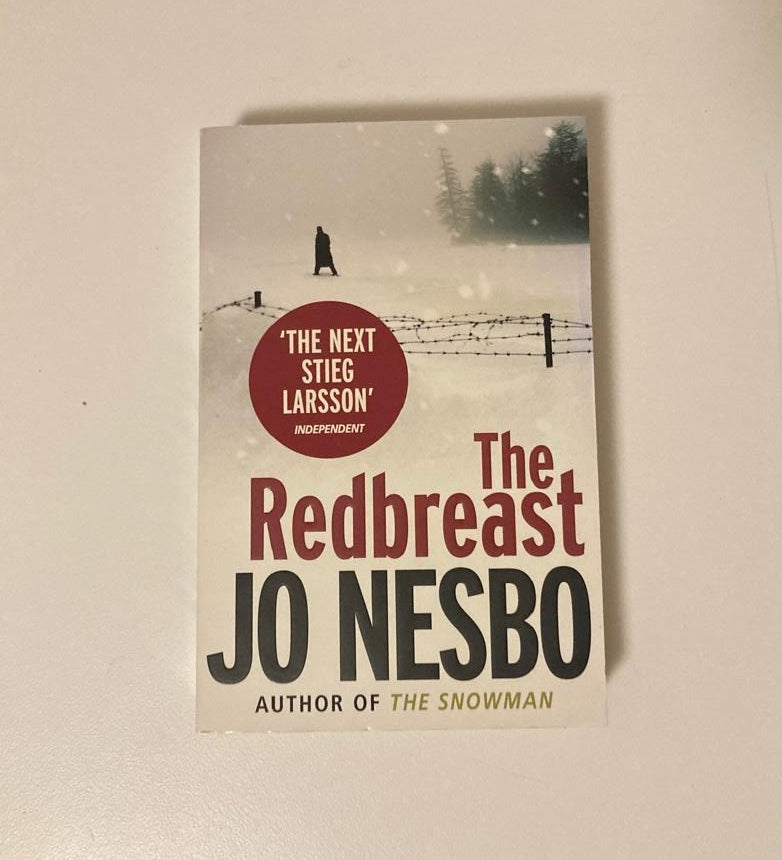 ‘THE NEXT
STIEG
LARSSON’
INDEPENDENT
The
Redbreast
JO NESBO
AUTHOR OF THE SNOWMAN